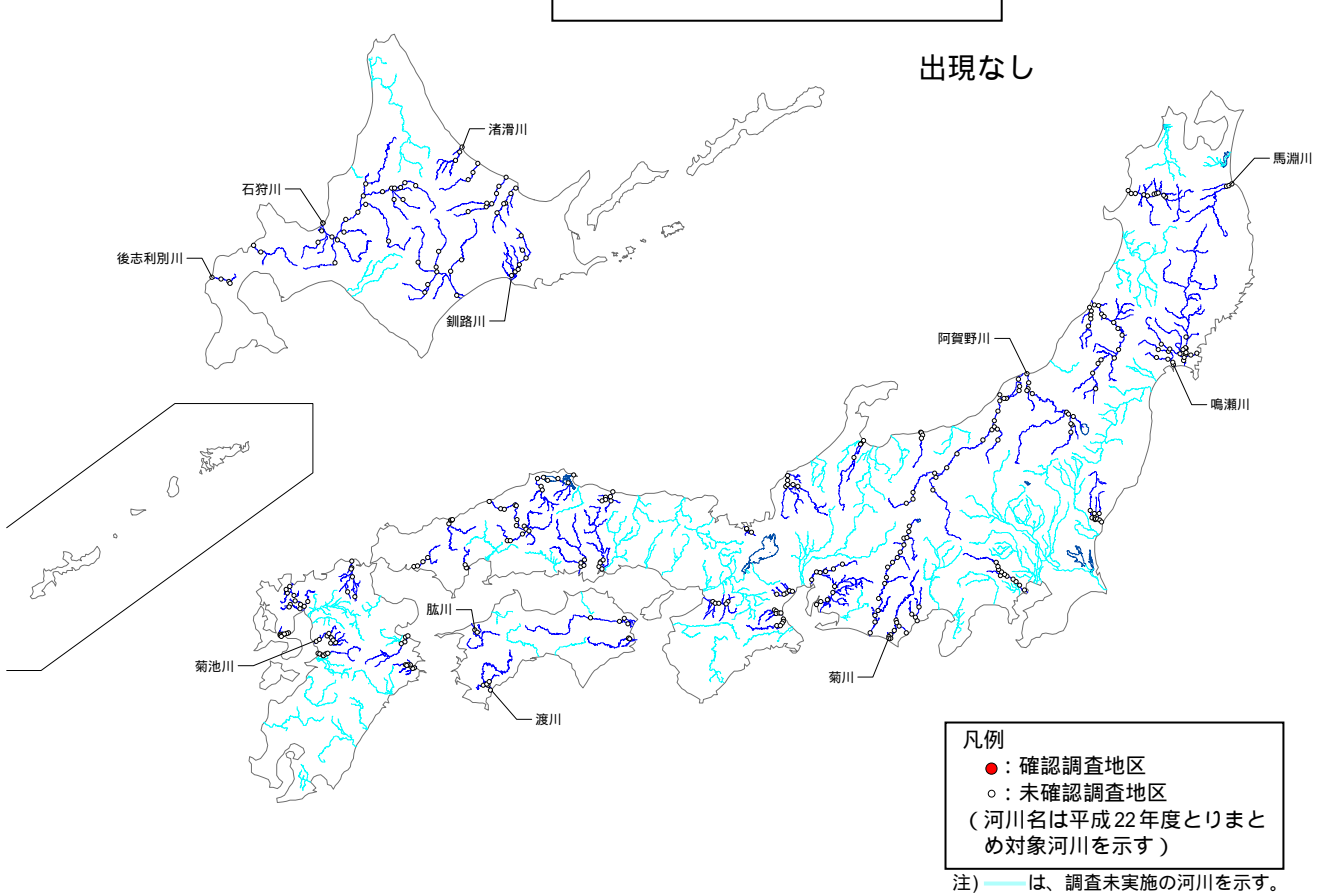 出現なし
渚滑川
馬淵川
石狩川
後志利別川
釧路川
阿賀野川
鳴瀬川
肱川
菊池川
菊川
渡川
凡例
●：確認調査地区
○：未確認調査地区
(河川名は平成22年度とりまと
め対象河川を示す)
注) は、調査未実施の河川を示す。